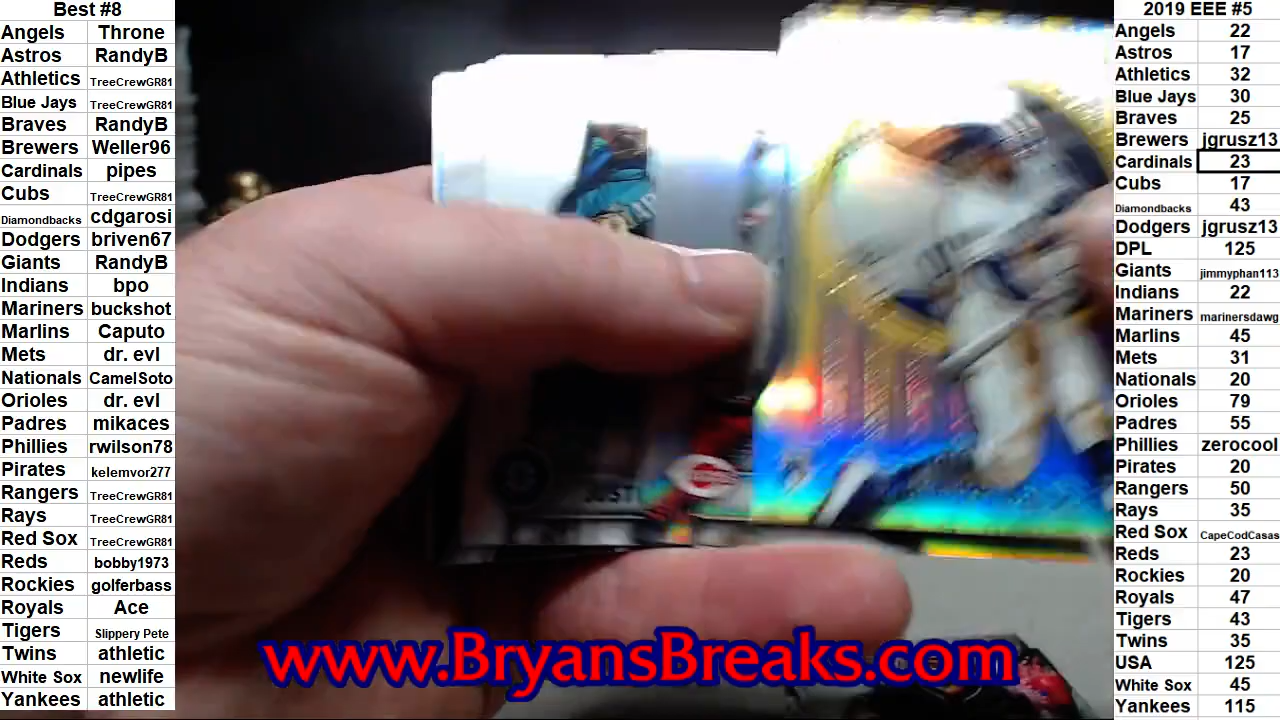 Best #8
Angels Throne
Astros RandyB
Athletics TreeCrewGR81
Blue Jays TreeCrewGR81
Braves RandyB
Brewers Weller96
Cardinals pipes
Cubs TreeCrewGR81
Diamondbacks cdgarosi
Dodgers briven67
Giants RandyB
Indians bpo
Mariners buckshot
Marlins Caputo
Mets dr. evl
Nationals CamelSoto
Orioles dr. evl
Padres mikaces
Phillies rwilson78
Pirates kelemvor277
Rangers TreeCrewGR81
Rays TreeCrewGR81
Red Sox TreeCrewGR81
Reds bobby1973
Rockies golferbass
Royals Ace
Tigers Slippery Pete
Twins athletic
White Sox newlife
Yankees athletic
www.BryansBreaks.com
2019 EEE #5
Angels 22
Astros 17
Athletics 32
Blue Jays 30
Braves 25
Brewers jgrusz13
Cardinals 23
Cubs 17
Diamondbacks 43
Dodgers jgrusz13
DPL 125
Giants jimmyphan113
Indians 22
Mariners marinersdawg
Marlins 45
Mets 31
Nationals 20
Orioles 79
Padres 55
Phillies zerocool
Pirates 20
Rangers 50
Rays 35
Red Sox CapeCodCasas
Reds 23
Rockies 20
Royals 47
Tigers 43
Twins 35
USA 125
White Sox 45
Yankees 115